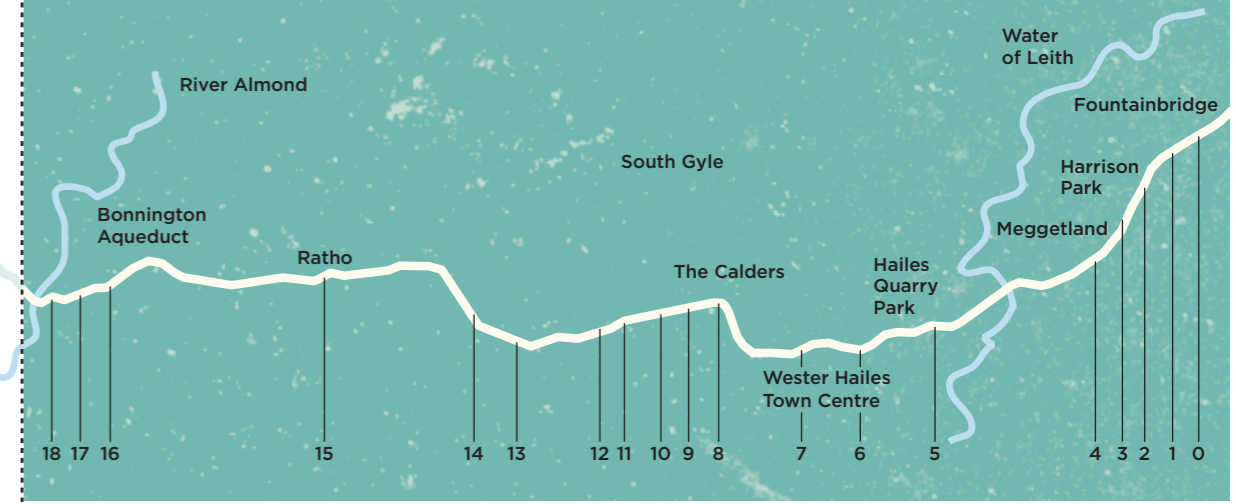 Water
of Leith
River Almond
Fountainbridge
South Gyle
Harrison
Park
Bonnington
Aqueduct
Meggetland
Ratho
The Calders
Hailes
Quarry
Park
Wester Hailes
Town Centre
18 17 16 15 14 13 12 11 10 9 8 7 6 5 4 3 2 1 0